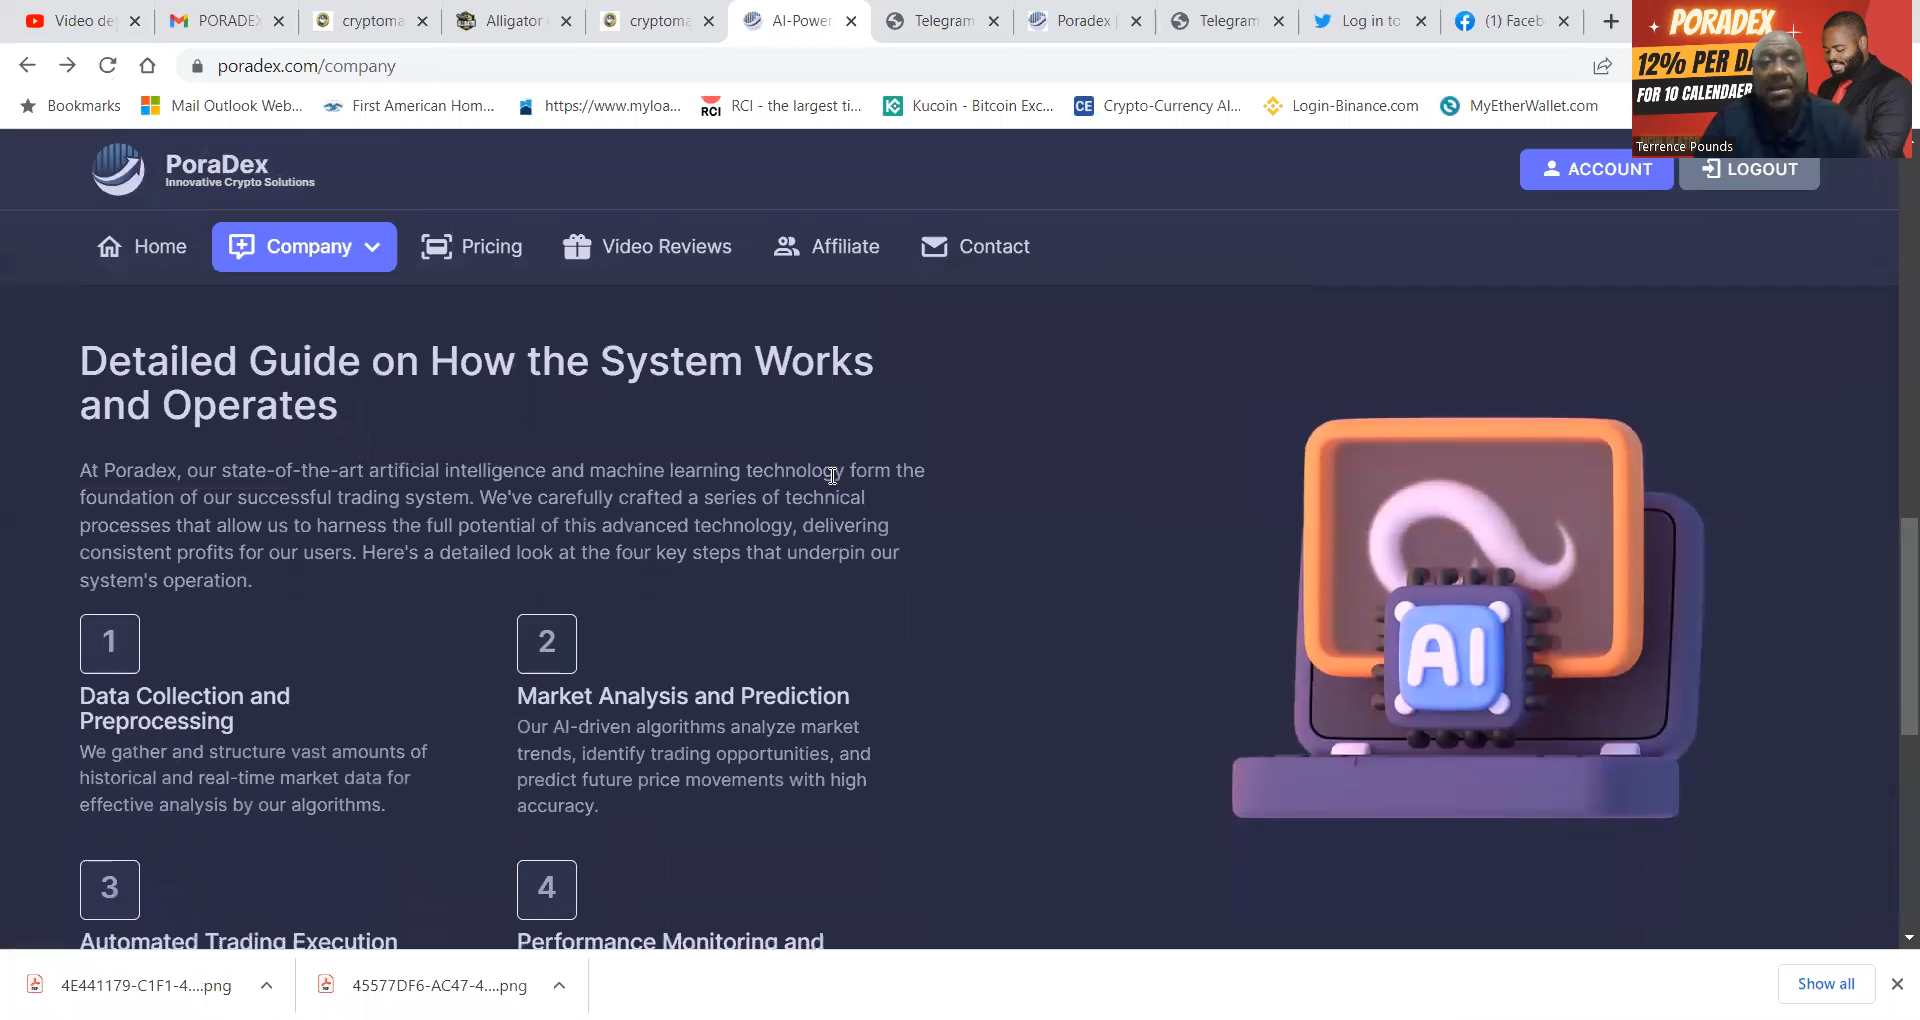 Video de
PORADEX
cryptoma
Alligator
cryptoma
AI-Power
Telegram
Poradex
Telegram
Log in to
(1) Faceb
poradex.com/company
Bookmarks
Mail Outlook Web...
First American Hom...
https://www.myloa...
RCI
RCI - the largest ti...
Kucoin - Bitcoin Exc...
CE
Crypto-Currency Al...
Login-Binance.com
MyEtherWallet.com
PORADEX
12% PER DA
FOR 10 CALENDAER
Terrence Pounds
PoraDex
Innovative Crypto Solutions
ACCOUNT
LOGOUT
Home
Company
Pricing
Video Reviews
Affiliate
Contact
Detailed Guide on How the System Works
and Operates
At Poradex, our state-of-the-art artificial intelligence and machine learning technology form the
foundation of our successful trading system. We've carefully crafted a series of technical
processes that allow us to harness the full potential of this advanced technology, delivering
consistent profits for our users. Here's a detailed look at the four key steps that underpin our
system's operation.
1
Data Collection and
Preprocessing
We gather and structure vast amounts of
historical and real-time market data for
effective analysis by our algorithms.
2
Market Analysis and Prediction
Our AI-driven algorithms analyze market
trends, identify trading opportunities, and
predict future price movements with high
accuracy.
AI
3
Automated Trading Execution
4
Performance Monitoring and
4E441179-C1F1-4....png
45577DF6-AC47-4....png
Show all